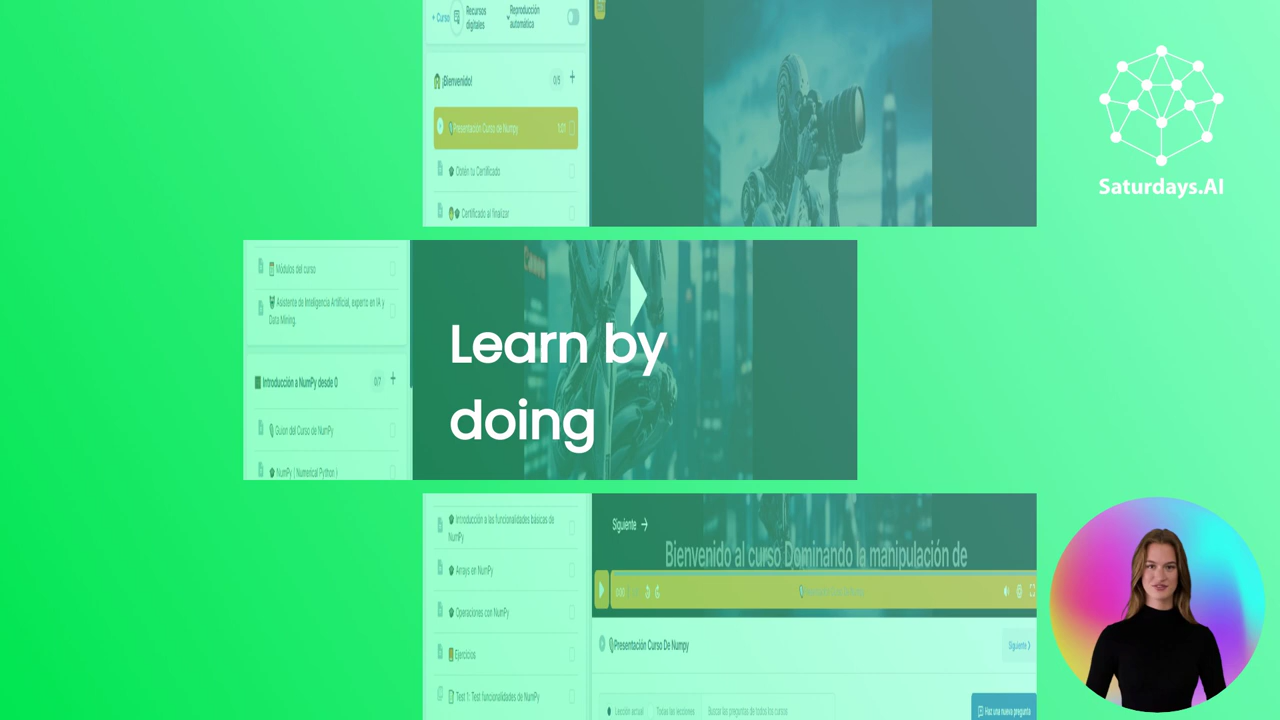 Curso
Recursos
digitales
Reproducción
automática
¡Bienvenido!
0/5
Presentación Curso de Numpy
1:01
Obtén tu Certificado
Certificado al finalizar
Saturdays.AI
Módulos del curso
Asistente de Inteligencia Artificial, experto en IA y
Data Mining.
Introducción a NumPy desde 0
0/7
Guion del Curso de NumPy
NumPy ( Numerical Python )
Learn by
doing
Introducción a las funcionalidades básicas de
NumPy
Arrays en NumPy
Operaciones con NumPy
Ejercicios
Test 1: Test funcionalidades de NumPy
Siguiente →
Bienvenido al curso Dominando la manipulación de
0:00
Presentación Curso De Numpy
Siguiente
Lección actual
Todas las lecciones
Buscar las preguntas de todos los cursos
Haz una nueva pregunta